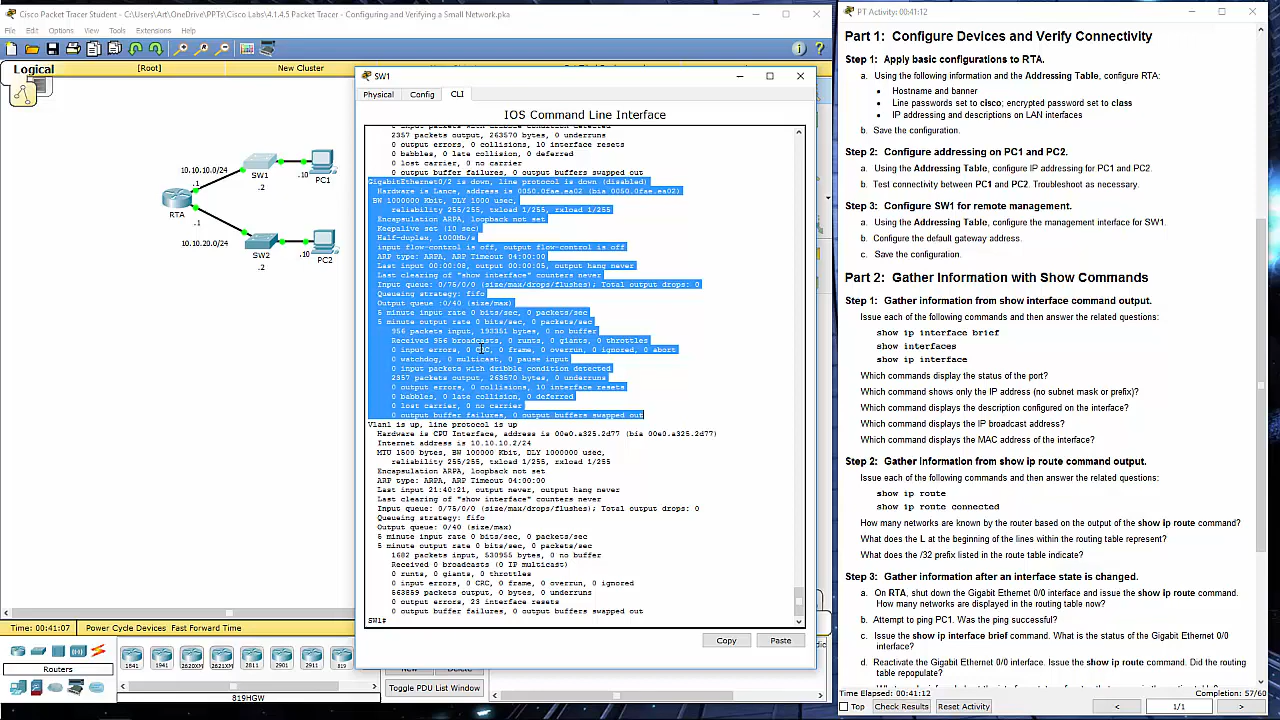 Cisco Packet Tracer Student - C:\Users\Art\OneDrive\PPTs\Cisco Labs\4.1.4.5 Packet Tracer - Configuring and Verifying a Small Network.pka
File Edit Options View Tools Extensions Help
Logical [Root] New Cluster
10.10.10.0/24
SW1
.2
.10
PC1
.1
RTA
10.10.20.0/24
SW2
.2
.10
PC2
Time: 00:41:07 Power Cycle Devices Fast Forward Time
Routers
1841 1941 2620XM 2621XM 2811 2901 2911 819
819HGW
Toggle PDU List Window
SW1
Physical Config CLI
IOS Command Line Interface
2357 packets output, 263570 bytes, 0 underruns
0 output errors, 0 collisions, 10 interface resets
0 babbles, 0 late collision, 0 deferred
0 lost carrier, 0 no carrier
0 output buffer failures, 0 output buffers swapped out
GigabitEthernet0/2 is down, line protocol is down (disabled)
Hardware is Lance, address is 0050.0fae.ea02 (bia 0050.0fae.ea02)
BW 1000000 Kbit, DLY 1000 usec,
reliability 255/255, txload 1/255, rxload 1/255
Encapsulation ARPA, loopback not set
Keepalive set (10 sec)
Half-duplex, 1000Mb/s
input flow-control is off, output flow-control is off
ARP type: ARPA, ARP Timeout 04:00:00
Last input 00:00:08, output 00:00:05, output hang never
Last clearing of "show interface" counters never
Input queue: 0/75/0/0 (size/max/drops/flushes); Total output drops: 0
Queueing strategy: fifo
Output queue :0/40 (size/max)
5 minute input rate 0 bits/sec, 0 packets/sec
5 minute output rate 0 bits/sec, 0 packets/sec
956 packets input, 193351 bytes, 0 no buffer
Received 956 broadcasts, 0 runts, 0 giants, 0 throttles
0 input errors, 0 CRC, 0 frame, 0 overrun, 0 ignored, 0 abort
0 watchdog, 0 multicast, 0 pause input
0 input packets with dribble condition detected
2357 packets output, 263570 bytes, 0 underruns
0 output errors, 0 collisions, 10 interface resets
0 babbles, 0 late collision, 0 deferred
0 lost carrier, 0 no carrier
0 output buffer failures, 0 output buffers swapped out
Vlan1 is up, line protocol is up
Hardware is CPU Interface, address is 00e0.a325.2d77 (bia 00e0.a325.2d77)
Internet address is 10.10.10.2/24
MTU 1500 bytes, BW 100000 Kbit, DLY 1000000 usec,
reliability 255/255, txload 1/255, rxload 1/255
Encapsulation ARPA, loopback not set
ARP type: ARPA, ARP Timeout 04:00:00
Last input 21:40:21, output never, output hang never
Last clearing of "show interface" counters never
Input queue: 0/75/0/0 (size/max/drops/flushes); Total output drops: 0
Queueing strategy: fifo
Output queue: 0/40 (size/max)
5 minute input rate 0 bits/sec, 0 packets/sec
5 minute output rate 0 bits/sec, 0 packets/sec
1682 packets input, 530955 bytes, 0 no buffer
Received 0 broadcasts (0 IP multicast)
0 runts, 0 giants, 0 throttles
0 input errors, 0 CRC, 0 frame, 0 overrun, 0 ignored
563859 packets output, 0 bytes, 0 underruns
0 output errors, 23 interface resets
0 output buffer failures, 0 output buffers swapped out
SW1#
Copy Paste
PT Activity: 00:41:12
Part 1: Configure Devices and Verify Connectivity
Step 1: Apply basic configurations to RTA.
a. Using the following information and the Addressing Table, configure RTA:
• Hostname and banner
• Line passwords set to cisco; encrypted password set to class
• IP addressing and descriptions on LAN interfaces
b. Save the configuration.
Step 2: Configure addressing on PC1 and PC2.
a. Using the Addressing Table, configure IP addressing for PC1 and PC2.
b. Test connectivity between PC1 and PC2. Troubleshoot as necessary.
Step 3: Configure SW1 for remote management.
a. Using the Addressing Table, configure the management interface for SW1
b. Configure the default gateway address.
c. Save the configuration.
Part 2: Gather Information with Show Commands
Step 1: Gather information from show interface command output.
Issue each of the following commands and then answer the related questions:
show ip interface brief
show interfaces
show ip interface
Which commands display the status of the port?
Which command shows only the IP address (no subnet mask or prefix)?
Which command displays the description configured on the interface?
Which command displays the IP broadcast address?
Which command displays the MAC address of the interface?
Step 2: Gather information from show ip route command output.
Issue each of the following commands and then answer the related questions:
show ip route
show ip route connected
How many networks are known by the router based on the output of the show ip route command?
What does the L at the beginning of the lines within the routing table represent?
What does the /32 prefix listed in the route table indicate?
Step 3: Gather information after an interface state is changed.
a. On RTA, shut down the Gigabit Ethernet 0/0 interface and issue the show ip route command.
How many networks are displayed in the routing table now?
b. Attempt to ping PC1. Was the ping successful?
c. Issue the show ip interface brief command. What is the status of the Gigabit Ethernet 0/0
interface?
d. Reactivate the Gigabit Ethernet 0/0 interface. Issue the show ip route command. Did the routing
table repopulate?
Time Elapsed: 00:41:12 Completion: 57/60
Top Check Results Reset Activity < 1/1 >